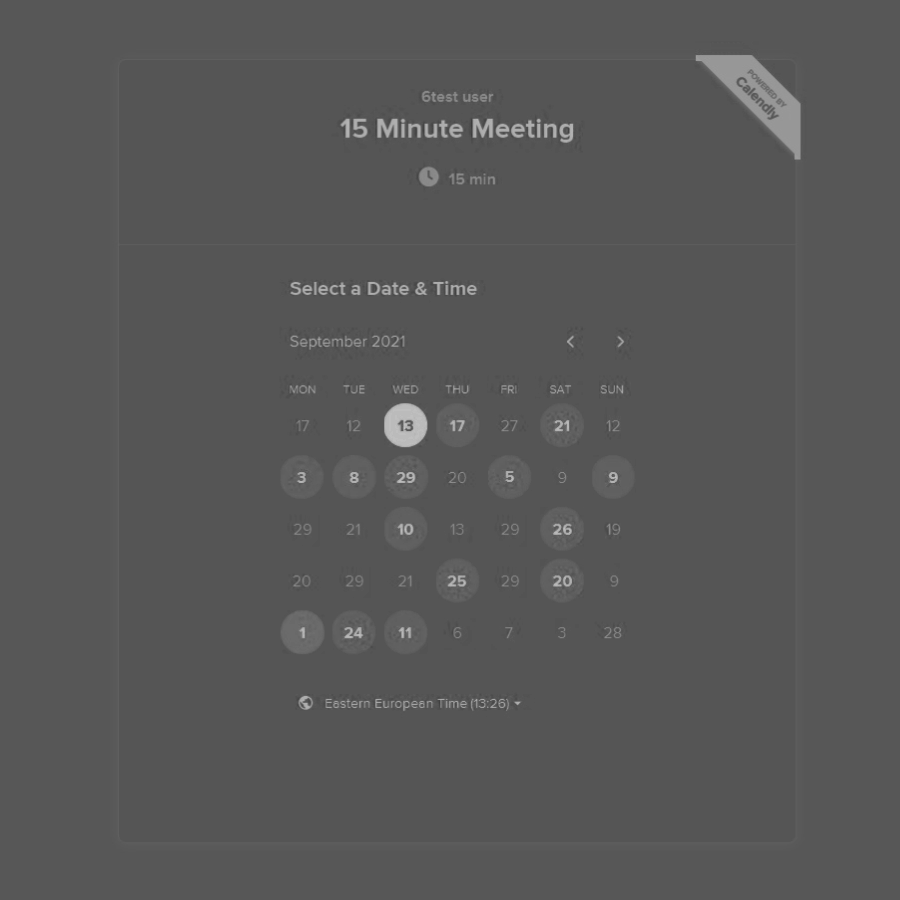 POWERED BY
Calendly
6test user
15 Minute Meeting
15 min
Select a Date & Time
September 2021
MON TUE WED THU FRI SAT SUN
17 12 13 17 27 21 12
3 8 29 20 5 9 9
29 21 10 13 29 26 19
20 29 21 25 29 20 9
1 24 11 6 7 3 28
Eastern European Time (13:26)